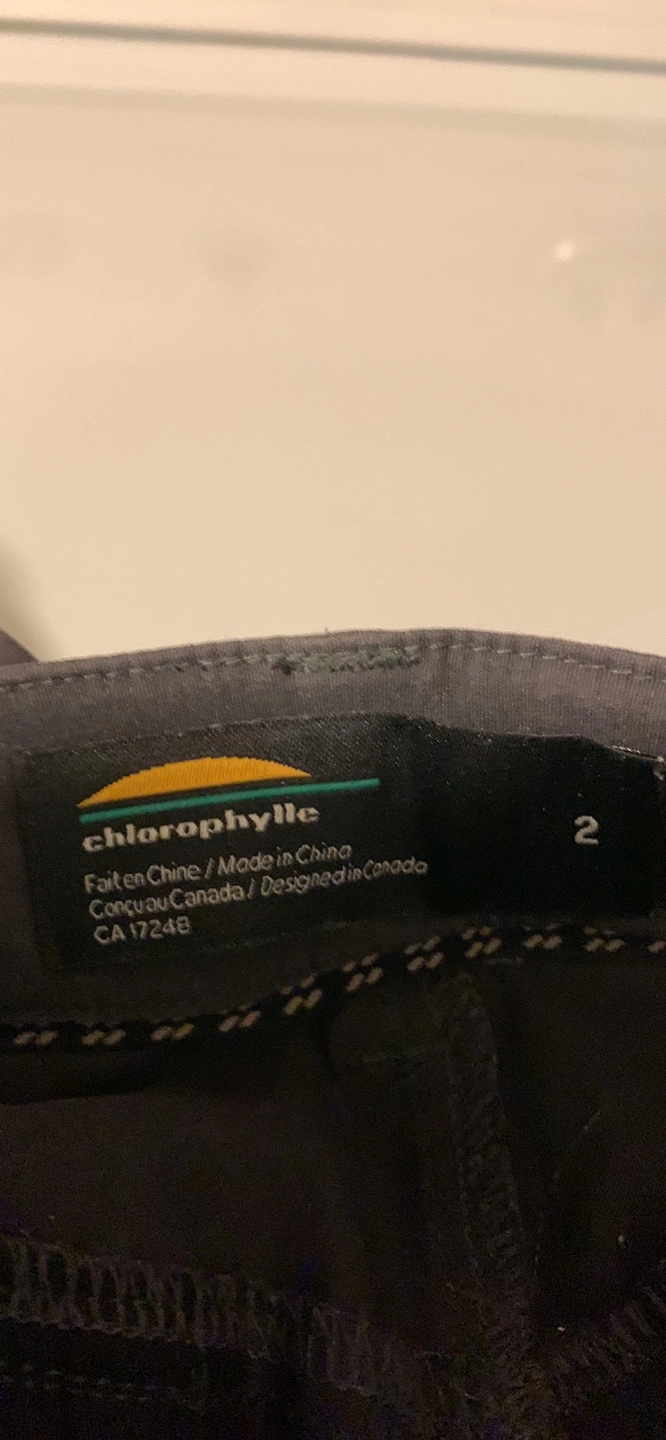 chlorophylle
Fait en Chine / Made in China
Conçu au Canada / Designed in Canada
CA 17248
2